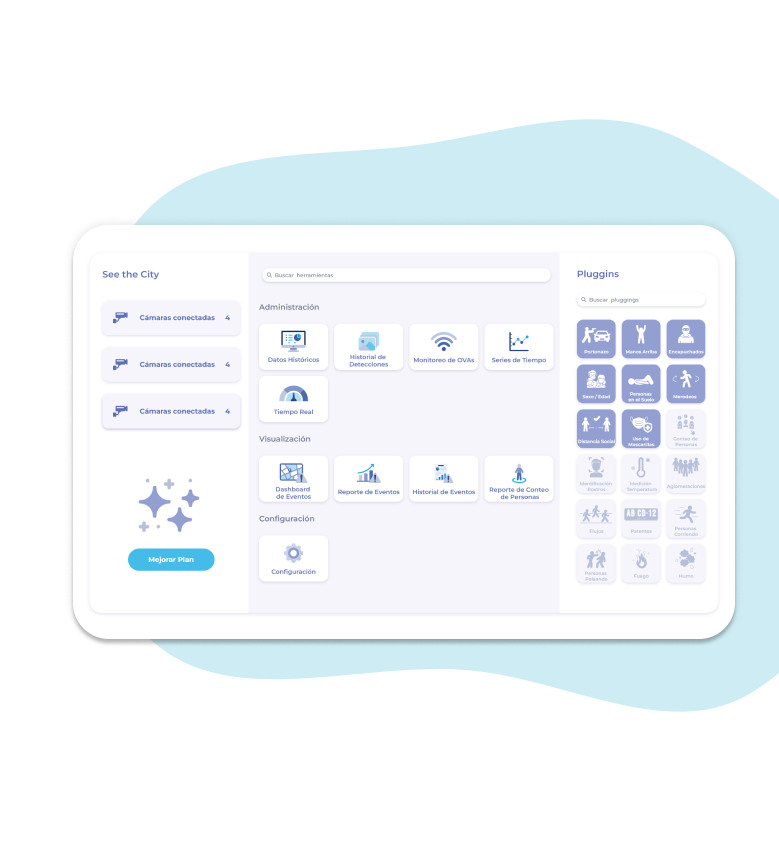 See the City
Cámaras conectadas 4
Cámaras conectadas 4
Cámaras conectadas 4
Mejorar Plan
Buscar herramientas
Administración
Datos Históricos
Historial de
Detecciones
Monitoreo de OVAs
Series de Tiempo
Tiempo Real
Visualización
Dashboard
de Eventos
Reporte de Eventos
Historial de Eventos
Reporte de Conteo
de Personas
Configuración
Configuración
Pluggins
Buscar pluggings
Portonazo
Manos Arriba
Encapuchados
Sexo / Edad
Personas
en el Suelo
Merodeos
Distancia Social
Uso de
Mascarilla
Conteo de
Personas
Identificación
Rostros
Medición
Temperatura
Aglomeraciones
Flujos
AB CD·12
Patentes
Personas
Corriendo
Personas
Peleando
Fuego
Humo